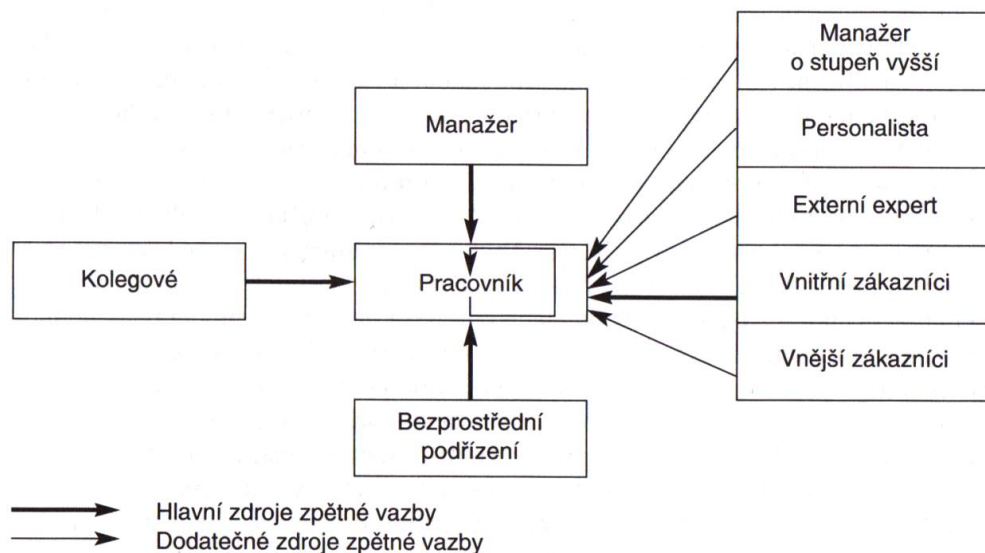 Manažer
o stupeň vyšší
Manažer
Personalista
Externí expert
Kolegové
Pracovník
Vnitřní zákazníci
Vnější zákazníci
Bezprostřední
podřízení
Hlavní zdroje zpětné vazby
Dodatečné zdroje zpětné vazby